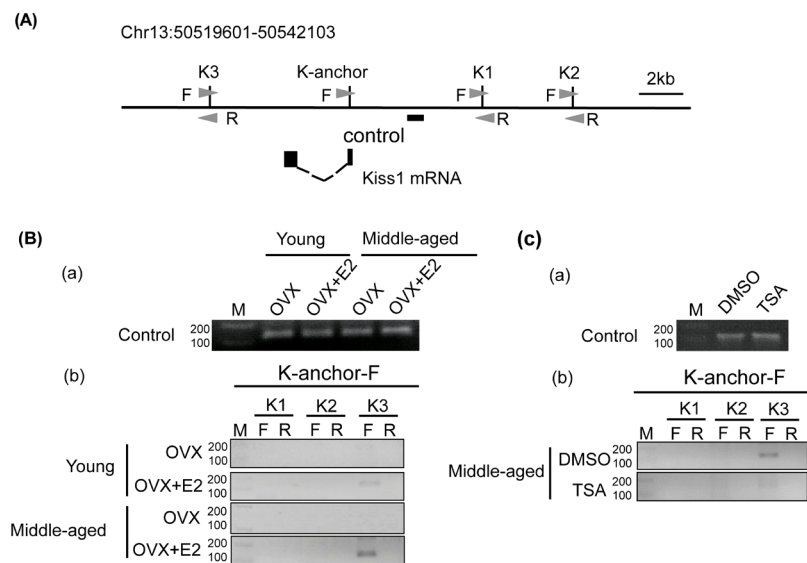 (A)
Chr13:50519601-50542103
K3 K-anchor K1 K2 2kb
F F F F
R R R
control
Kiss1 mRNA
(B)
Young Middle-aged
(a)
M OVX OVX+E2 OVX OVX+E2
Control 200
100
(b)
K-anchor-F
K1 K2 K3
M F R F R F R
Young OVX 200
100
OVX+E2 200
100
Middle-aged OVX 200
100
OVX+E2 200
100
(c)
(a)
M DMSO TSA
Control 200
100
(b)
K-anchor-F
K1 K2 K3
M F R F R F R
Middle-aged DMSO 200
100
TSA 200
100